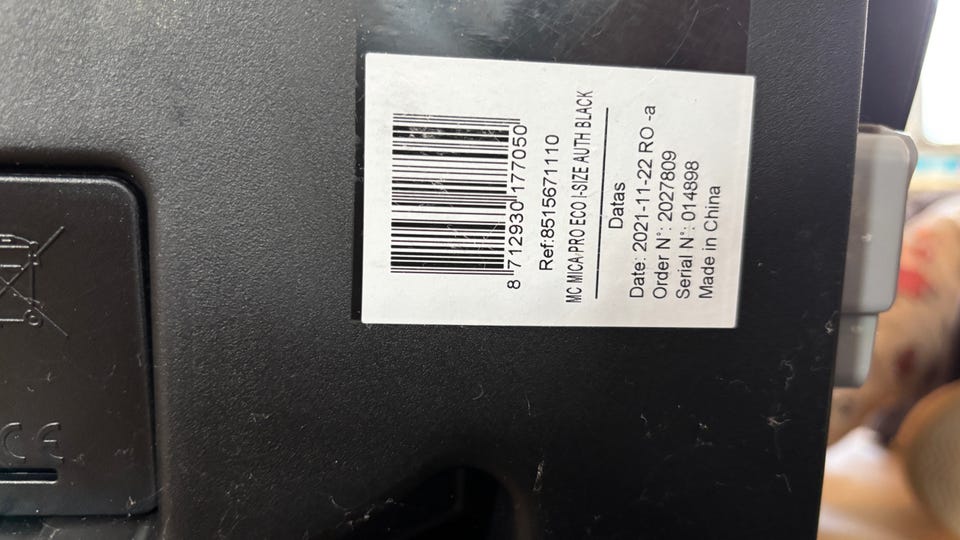 8 712930 177050
Ref:8515671110
MC MICA PRO ECO I-SIZE AUTH BLACK
Datas
Date: 2021-11-22 RO -a
Order N°: 2027809
Serial N°: 014898
Made in China
CE